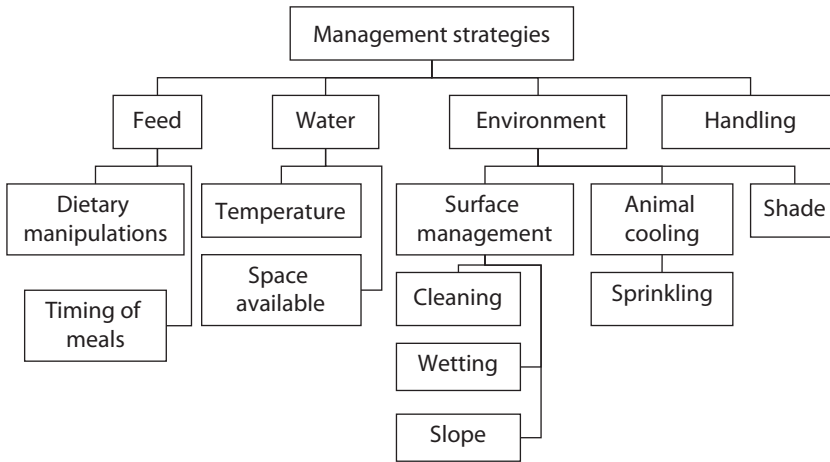 Management strategies
Feed
Water
Environment
Handling
Dietary
manipulations
Temperature
Surface
management
Animal
cooling
Shade
Space
available
Cleaning
Sprinkling
Timing of
meals
Wetting
Slope